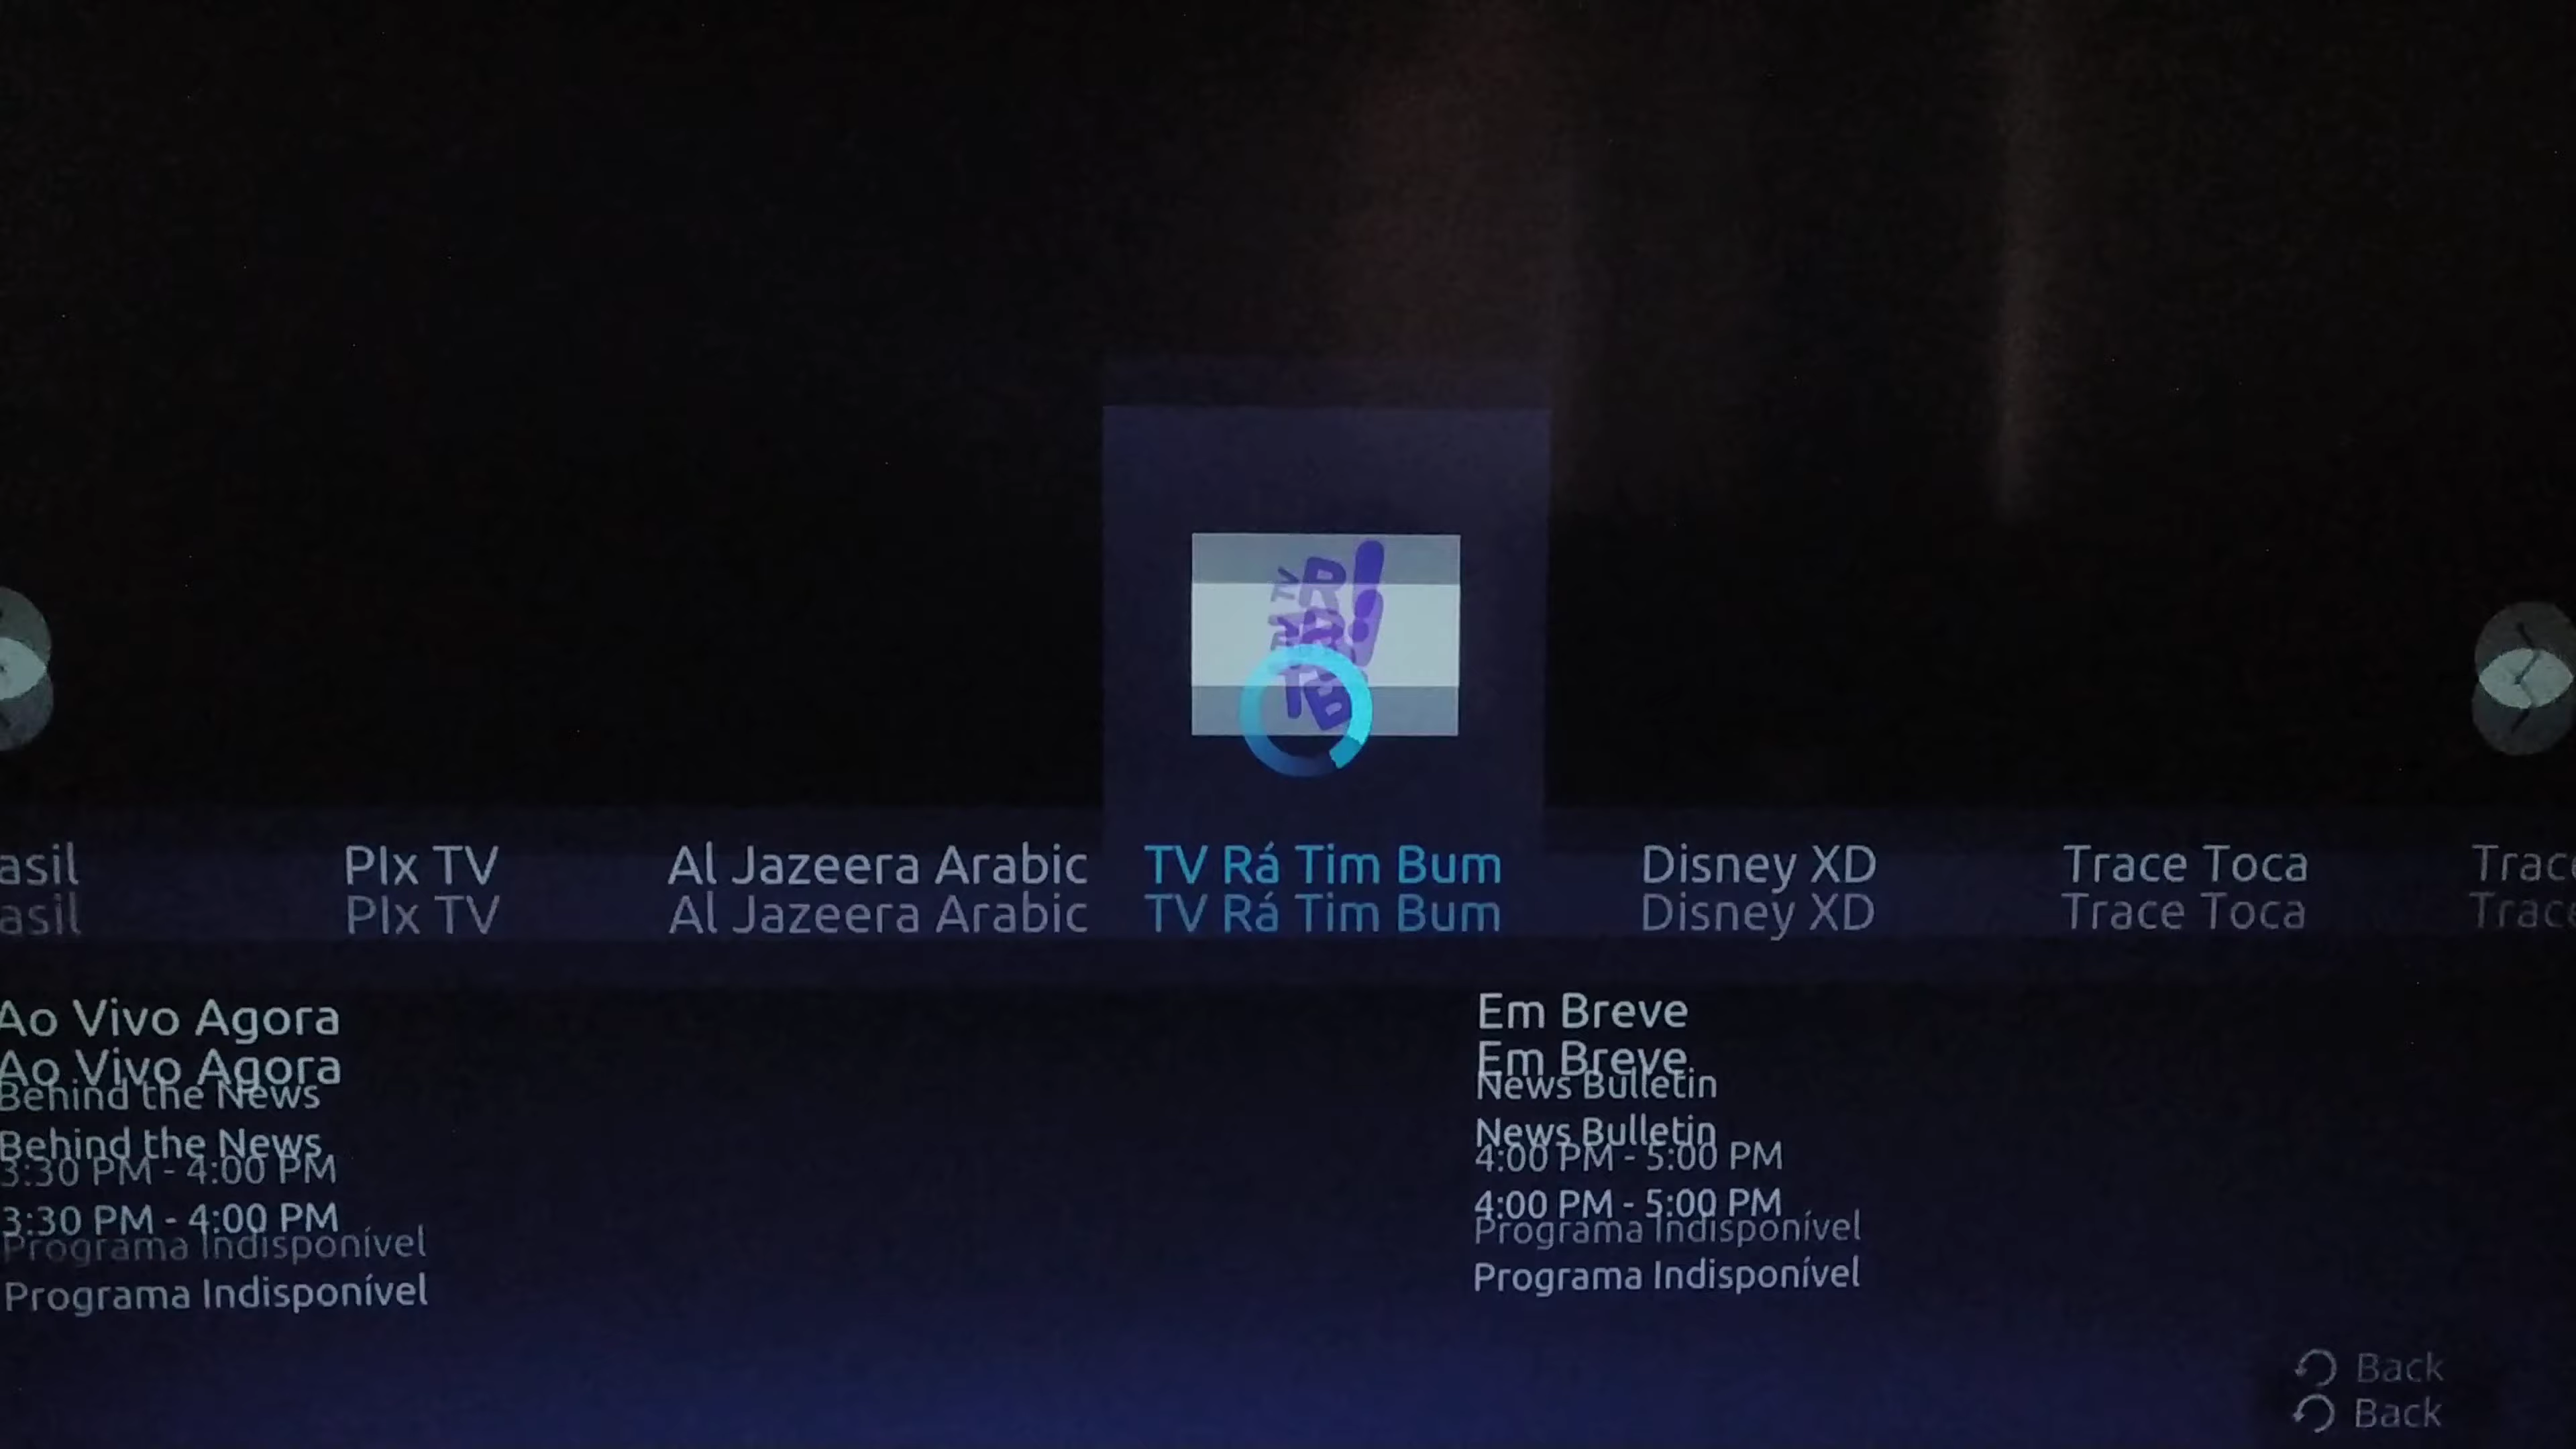 asil PIx TV Al Jazeera Arabic TV Rá Tim Bum Disney XD Trace Toca Trace
asil PIx TV Al Jazeera Arabic TV Rá Tim Bum Disney XD Trace Toca Trace
Ao Vivo Agora
Ao Vivo Agora
Behind the News
Behind the News
3:30 PM - 4:00 PM
3:30 PM - 4:00 PM
Programa Indisponível
Programa Indisponível
Em Breve
Em Breve
News Bulletin
News Bulletin
4:00 PM - 5:00 PM
4:00 PM - 5:00 PM
Programa Indisponível
Programa Indisponível
Back
Back